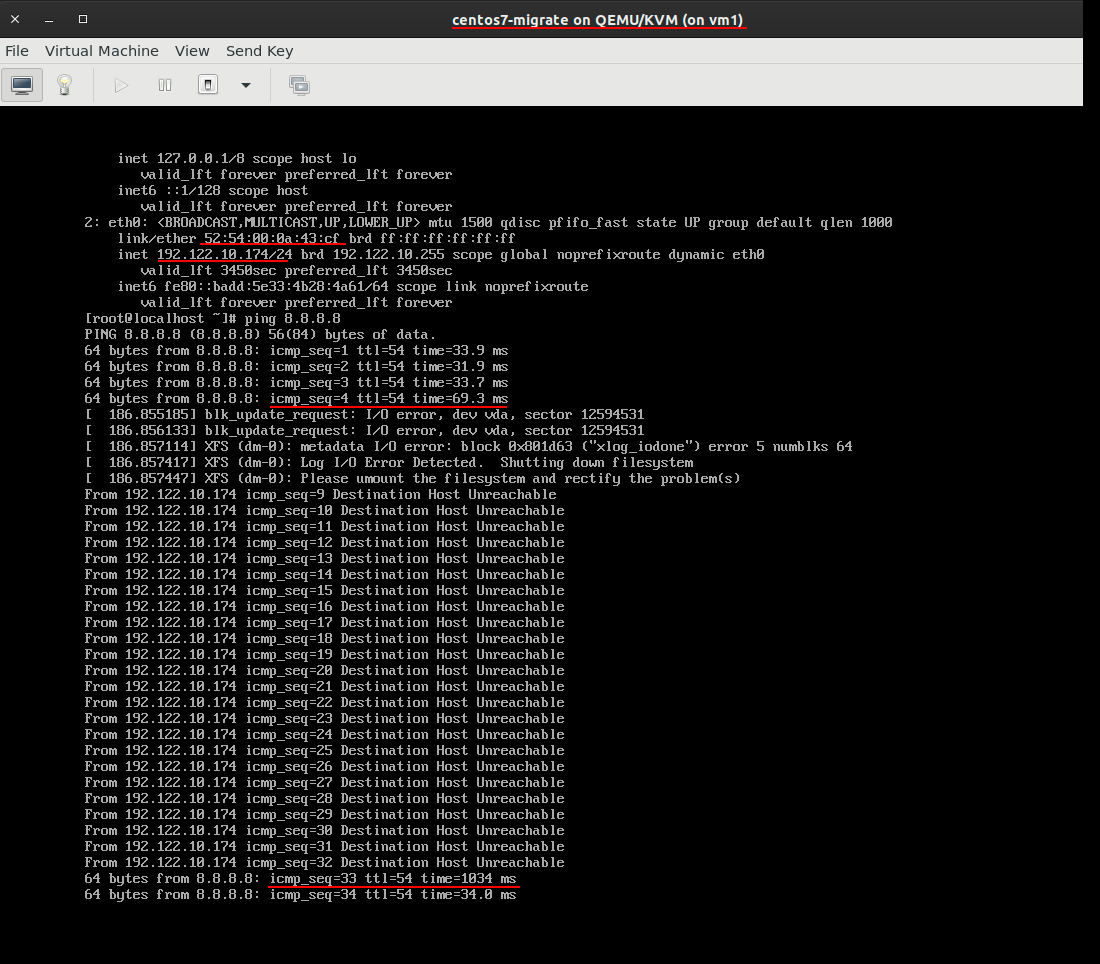 centos7-migrate on QEMU/KVM (on vm1)
File Virtual Machine View Send Key
inet 127.0.0.1/8 scope host lo
valid_lft forever preferred_lft forever
inet6 ::1/128 scope host
valid_lft forever preferred_lft forever
2: eth0: <BROADCAST,MULTICAST,UP,LOWER_UP> mtu 1500 qdisc pfifo_fast state UP group default qlen 1000
link/ether 52:54:00:0a:43:cf brd ff:ff:ff:ff:ff:ff
inet 192.122.10.174/24 brd 192.122.10.255 scope global noprefixroute dynamic eth0
valid_lft 3450sec preferred_lft 3450sec
inet6 fe80::badd:5e33:4b28:4a61/64 scope link noprefixroute
valid_lft forever preferred_lft forever
[root@localhost ~]# ping 8.8.8.8
PING 8.8.8.8 (8.8.8.8) 56(84) bytes of data.
64 bytes from 8.8.8.8: icmp_seq=1 ttl=54 time=33.9 ms
64 bytes from 8.8.8.8: icmp_seq=2 ttl=54 time=31.9 ms
64 bytes from 8.8.8.8: icmp_seq=3 ttl=54 time=33.7 ms
64 bytes from 8.8.8.8: icmp_seq=4 ttl=54 time=69.3 ms
[  186.855185] blk_update_request: I/O error, dev vda, sector 12594531
[  186.856133] blk_update_request: I/O error, dev vda, sector 12594531
[  186.857114] XFS (dm-0): metadata I/O error: block 0x801d63 ("xlog_iodone") error 5 numblks 64
[  186.857417] XFS (dm-0): Log I/O Error Detected.  Shutting down filesystem
[  186.857447] XFS (dm-0): Please umount the filesystem and rectify the problem(s)
From 192.122.10.174 icmp_seq=9 Destination Host Unreachable
From 192.122.10.174 icmp_seq=10 Destination Host Unreachable
From 192.122.10.174 icmp_seq=11 Destination Host Unreachable
From 192.122.10.174 icmp_seq=12 Destination Host Unreachable
From 192.122.10.174 icmp_seq=13 Destination Host Unreachable
From 192.122.10.174 icmp_seq=14 Destination Host Unreachable
From 192.122.10.174 icmp_seq=15 Destination Host Unreachable
From 192.122.10.174 icmp_seq=16 Destination Host Unreachable
From 192.122.10.174 icmp_seq=17 Destination Host Unreachable
From 192.122.10.174 icmp_seq=18 Destination Host Unreachable
From 192.122.10.174 icmp_seq=19 Destination Host Unreachable
From 192.122.10.174 icmp_seq=20 Destination Host Unreachable
From 192.122.10.174 icmp_seq=21 Destination Host Unreachable
From 192.122.10.174 icmp_seq=22 Destination Host Unreachable
From 192.122.10.174 icmp_seq=23 Destination Host Unreachable
From 192.122.10.174 icmp_seq=24 Destination Host Unreachable
From 192.122.10.174 icmp_seq=25 Destination Host Unreachable
From 192.122.10.174 icmp_seq=26 Destination Host Unreachable
From 192.122.10.174 icmp_seq=27 Destination Host Unreachable
From 192.122.10.174 icmp_seq=28 Destination Host Unreachable
From 192.122.10.174 icmp_seq=29 Destination Host Unreachable
From 192.122.10.174 icmp_seq=30 Destination Host Unreachable
From 192.122.10.174 icmp_seq=31 Destination Host Unreachable
From 192.122.10.174 icmp_seq=32 Destination Host Unreachable
64 bytes from 8.8.8.8: icmp_seq=33 ttl=54 time=1034 ms
64 bytes from 8.8.8.8: icmp_seq=34 ttl=54 time=34.0 ms